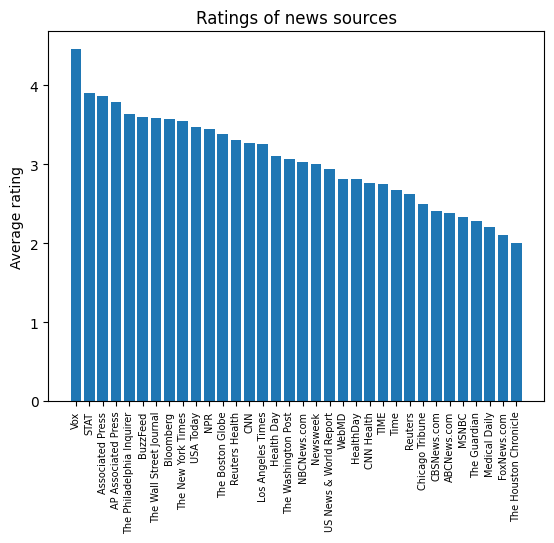 Ratings of news sources
Average rating
4
3
2
1
0
Vox
STAT
Associated Press
AP Associated Press
The Philadelphia Inquirer
BuzzFeed
The Wall Street Journal
Bloomberg
The New York Times
USA Today
NPR
The Boston Globe
Reuters Health
CNN
Los Angeles Times
Health Day
The Washington Post
NBCNews.com
Newsweek
US News & World Report
WebMD
HealthDay
CNN Health
TIME
Time
Reuters
Chicago Tribune
CBSNews.com
ABCNews.com
MSNBC
The Guardian
Medical Daily
FoxNews.com
The Houston Chronicle